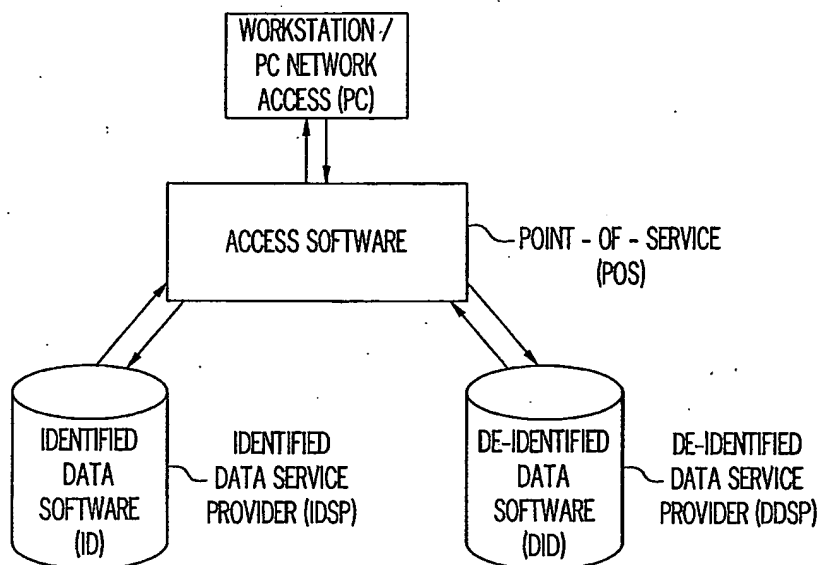 WORKSTATION /
PC NETWORK
ACCESS (PC)
ACCESS SOFTWARE
POINT - OF - SERVICE
(POS)
IDENTIFIED
DATA
SOFTWARE
(ID)
IDENTIFIED
DATA SERVICE
PROVIDER (IDSP)
DE-IDENTIFIED
DATA
SOFTWARE
(DID)
DE-IDENTIFIED
DATA SERVICE
PROVIDER (DDSP)